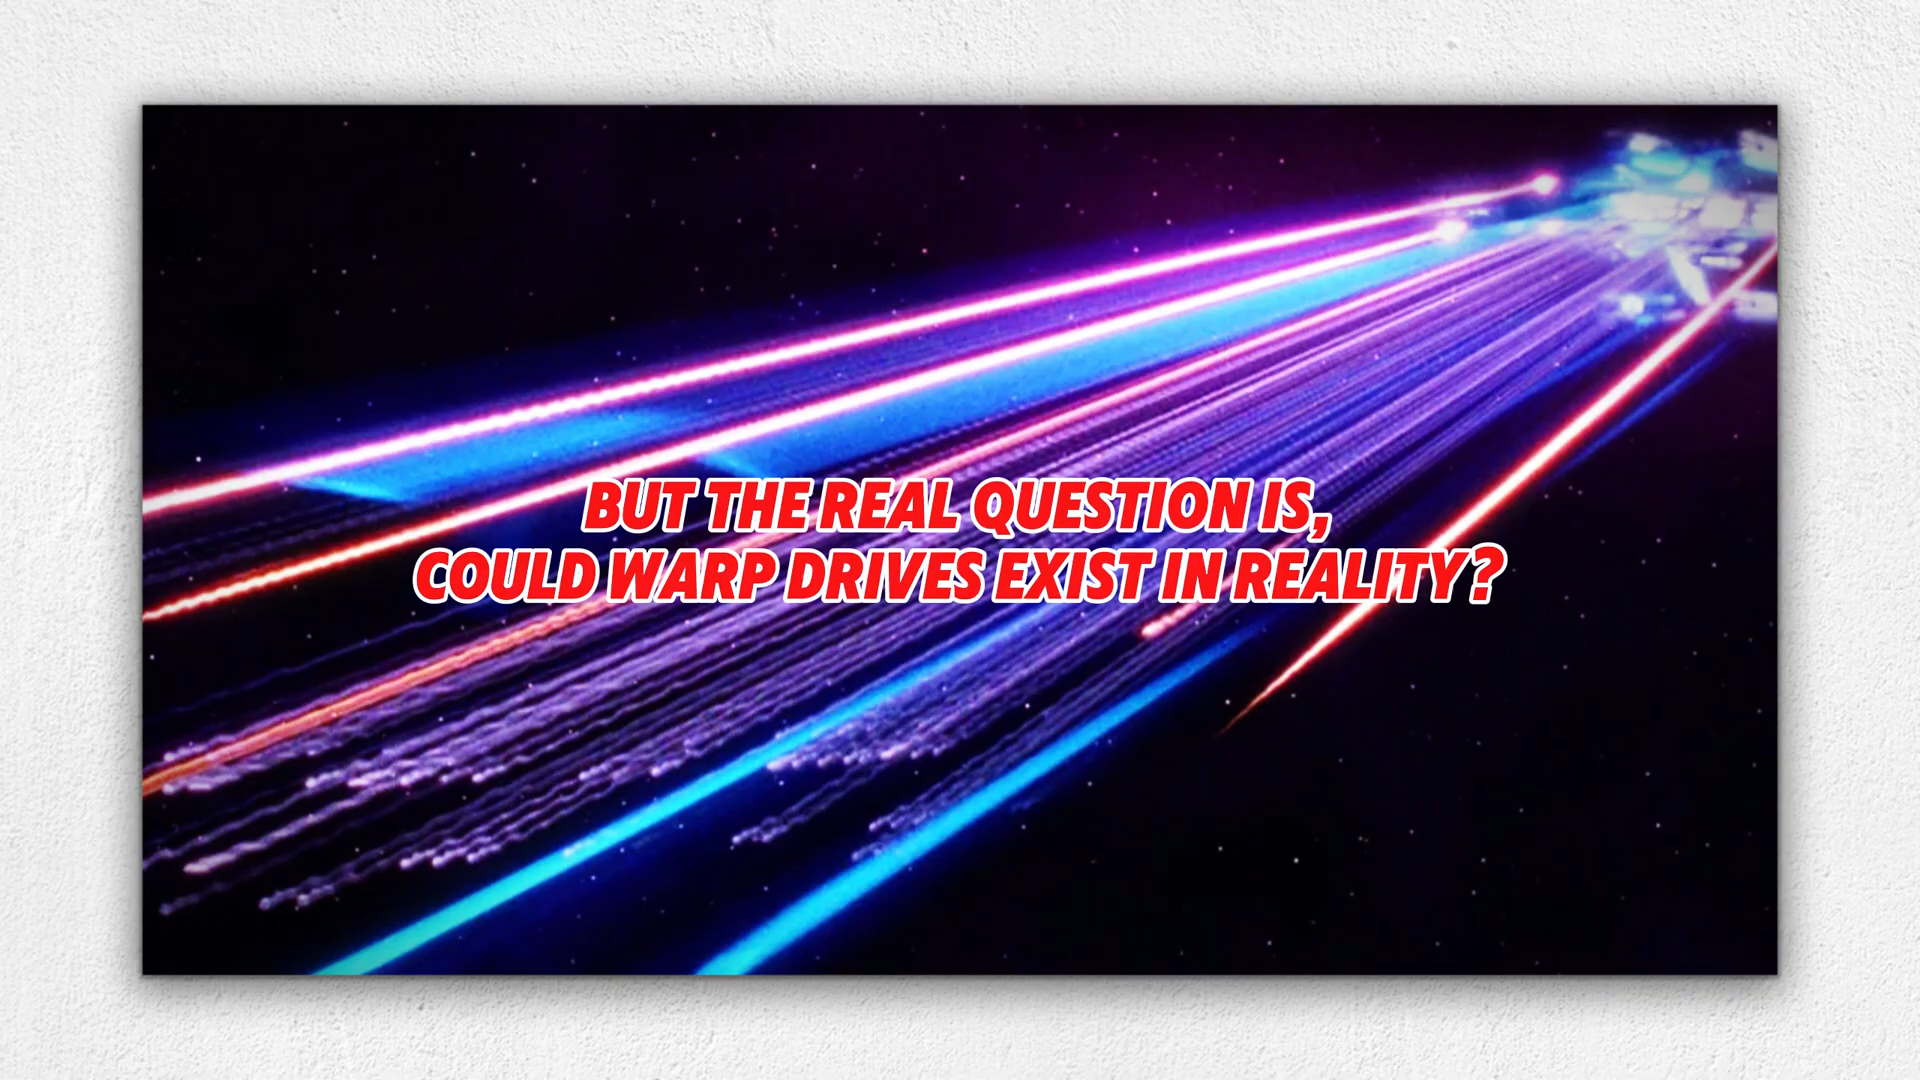 BUT THE REAL QUESTION IS,
COULD WARP DRIVES EXIST IN REALITY?